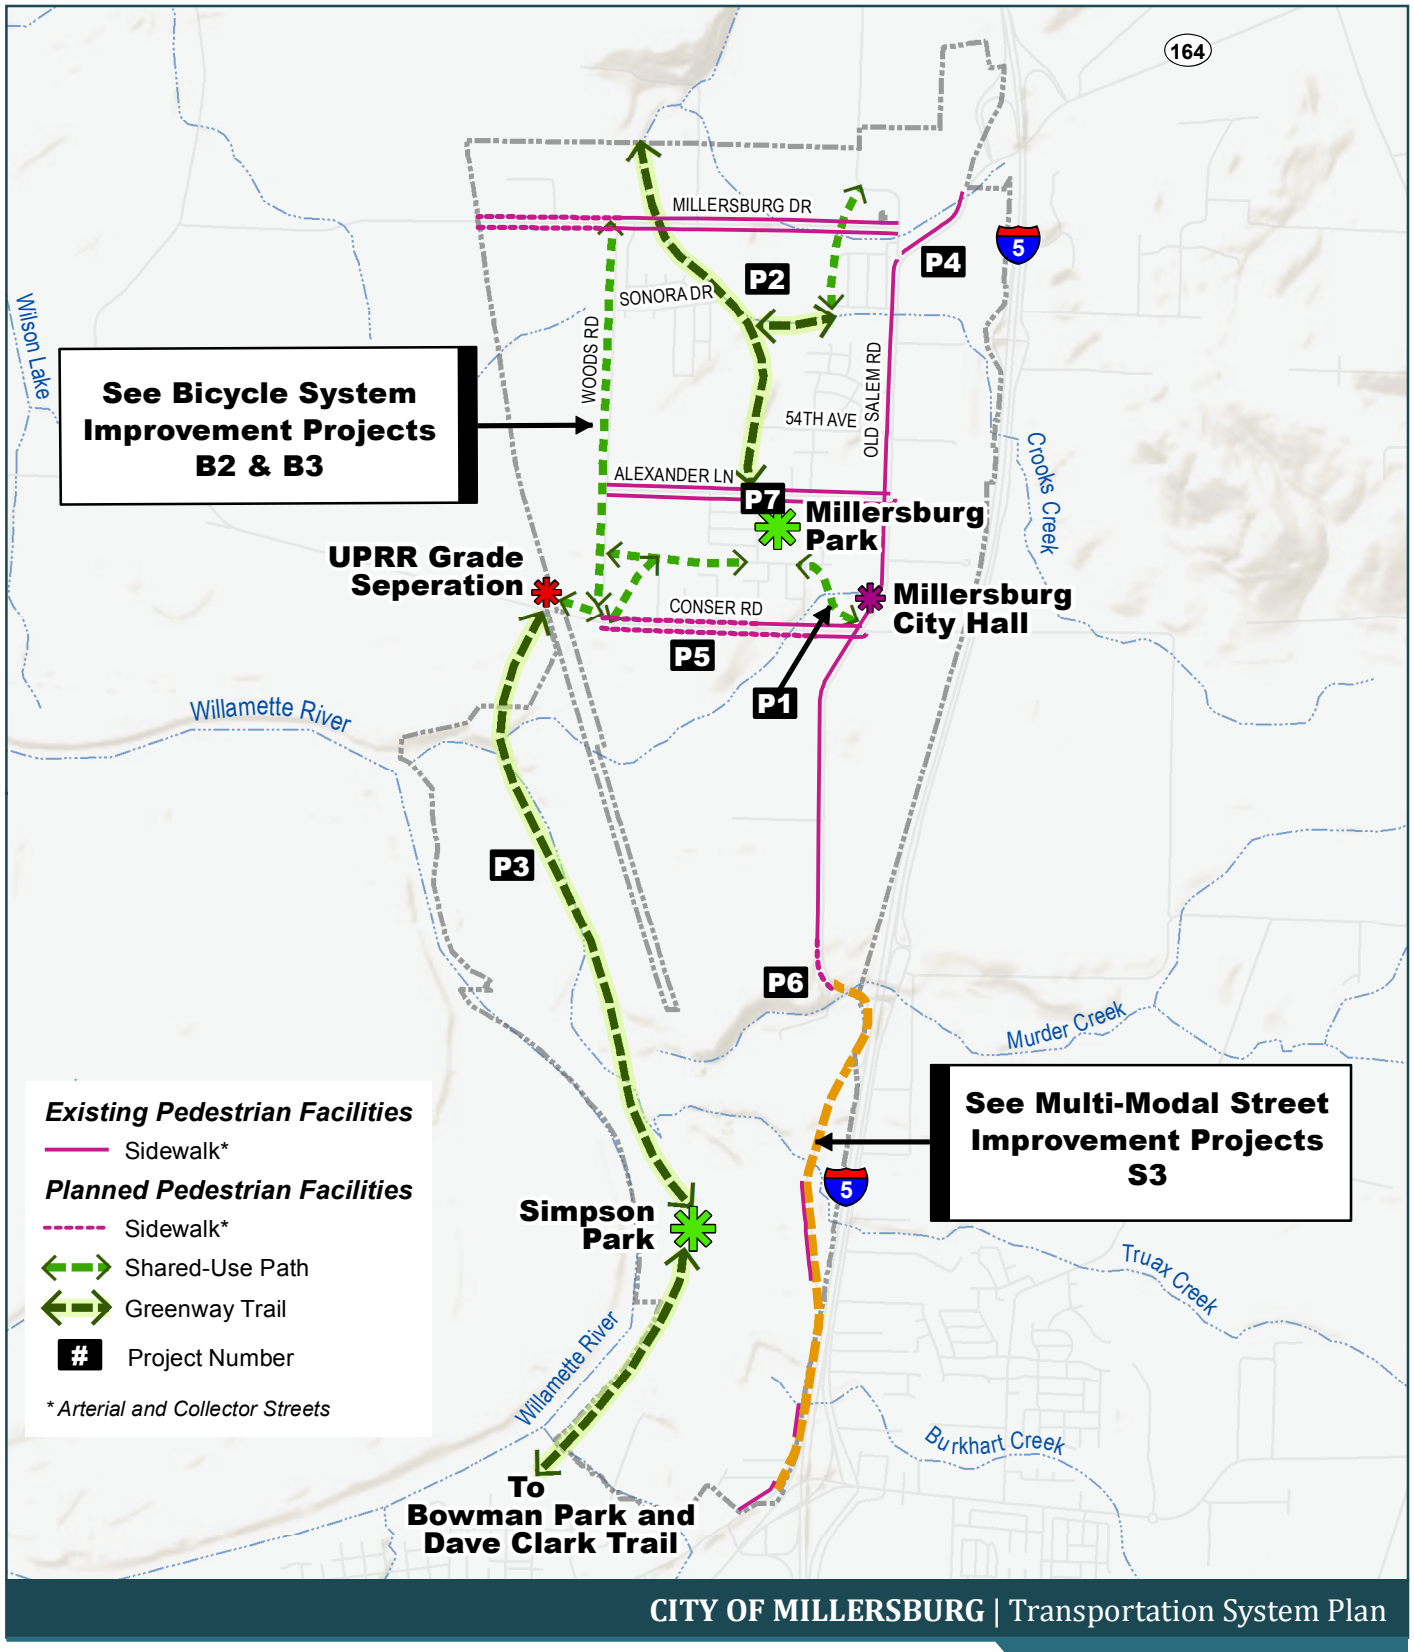 164
MILLERSBURG DR
5
P4
P2
SONORA DR
Wilson Lake
WOODS RD
See Bicycle System
Improvement Projects
B2 & B3
OLD SALEM RD
54TH AVE
Crooks Creek
ALEXANDER LN
P7
Millersburg
Park
UPRR Grade
Seperation
CONSER RD
Millersburg
City Hall
P5
P1
Willamette River
P3
P6
Murder Creek
See Multi-Modal Street
Improvement Projects
S3
5
Existing Pedestrian Facilities
Sidewalk*
Planned Pedestrian Facilities
Sidewalk*
Shared-Use Path
Greenway Trail
# Project Number
* Arterial and Collector Streets
Simpson
Park
Truax Creek
Willamette River
Burkhart Creek
To
Bowman Park and
Dave Clark Trail
CITY OF MILLERSBURG | Transportation System Plan